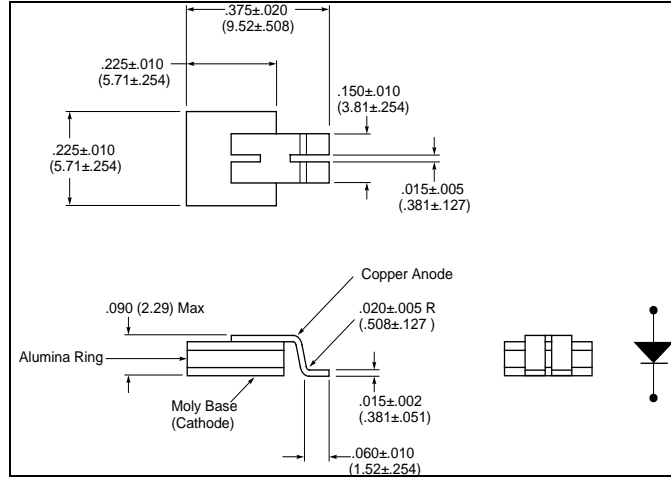 .375±.020
(9.52±.508)
.225±.010
(5.71±.254)
.150±.010
(3.81±.254)
.225±.010
(5.71±.254)
.015±.005
(.381±.127)
Copper Anode
.090 (2.29) Max
.020±.005 R
(.508±.127 )
Alumina Ring
Moly Base
(Cathode)
.015±.002
(.381±.051)
.060±.010
(1.52±.254)